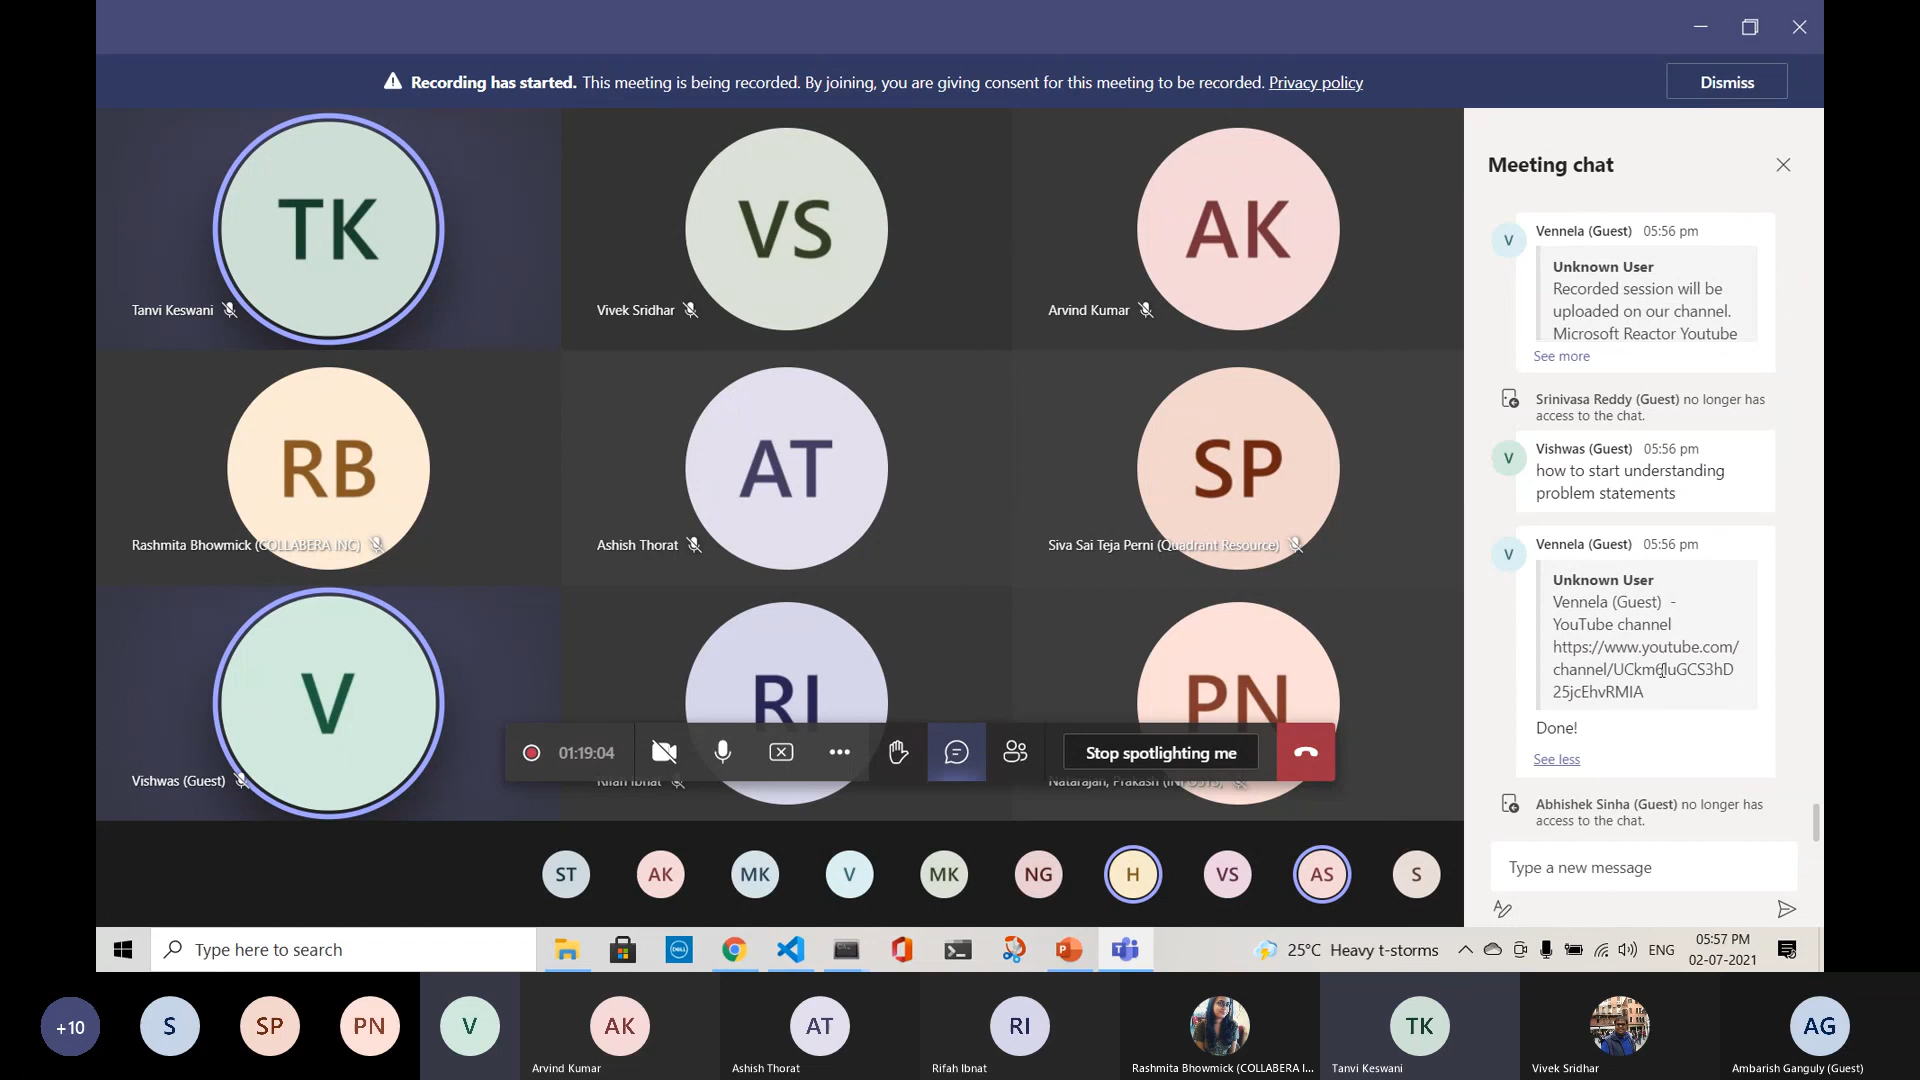 Recording has started. This meeting is being recorded. By joining, you are giving consent for this meeting to be recorded. Privacy policy
Dismiss
TK
Tanvi Keswani
VS
Vivek Sridhar
AK
Arvind Kumar
RB
Rashmita Bhowmick (COLLABERA INC)
AT
Ashish Thorat
SP
Siva Sai Teja Perni (Quadrant Resource)
V
Vishwas (Guest)
RI
Rifah Ibnat
PN
Natarajan, Prakash (INFOSYS)
01:19:04
Stop spotlighting me
ST
AK
MK
V
MK
NG
H
VS
AS
S
Meeting chat
V
Vennela (Guest) 05:56 pm
Unknown User
Recorded session will be
uploaded on our channel.
Microsoft Reactor Youtube
See more
Srinivasa Reddy (Guest) no longer has
access to the chat.
V
Vishwas (Guest) 05:56 pm
how to start understanding
problem statements
V
Vennela (Guest) 05:56 pm
Unknown User
Vennela (Guest) -
YouTube channel
https://www.youtube.com/
25jcEhvRMIA
Done!
See less
Abhishek Sinha (Guest) no longer has
access to the chat.
Type a new message
Type here to search
DELL
25°C Heavy t-storms
ENG
05:57 PM
02-07-2021
+10
S
SP
PN
V
AK
Arvind Kumar
AT
Ashish Thorat
RI
Rifah Ibnat
Rashmita Bhowmick (COLLABERA I...
TK
Tanvi Keswani
Vivek Sridhar
AG
Ambarish Ganguly (Guest)